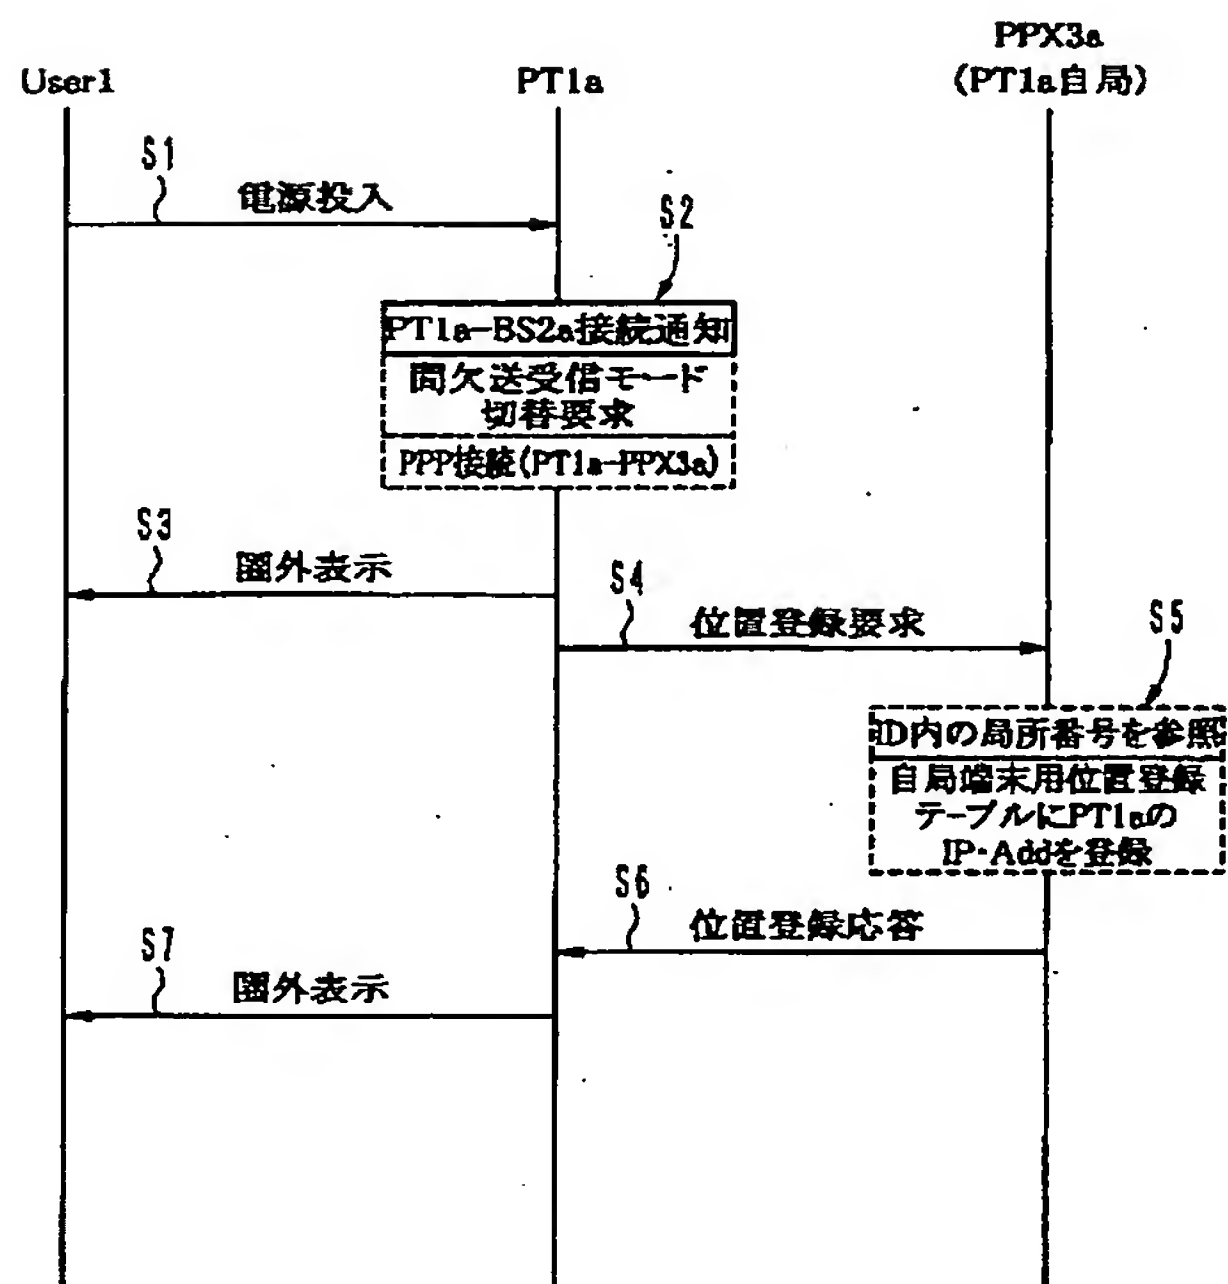 User1
PT1a
PPX3a
(PT1a自局)
S1
電源投入
S2
PT1a-BS2a接続通知
間欠送受信モード
切替要求
PPP接続(PT1a-PPX3a)
S3
圏外表示
S4
位置登録要求
S5
ID内の局所番号を参照
自局端末用位置登録
テーブルにPT1aの
IP・Addを登録
S6
位置登録応答
S7
圏外表示